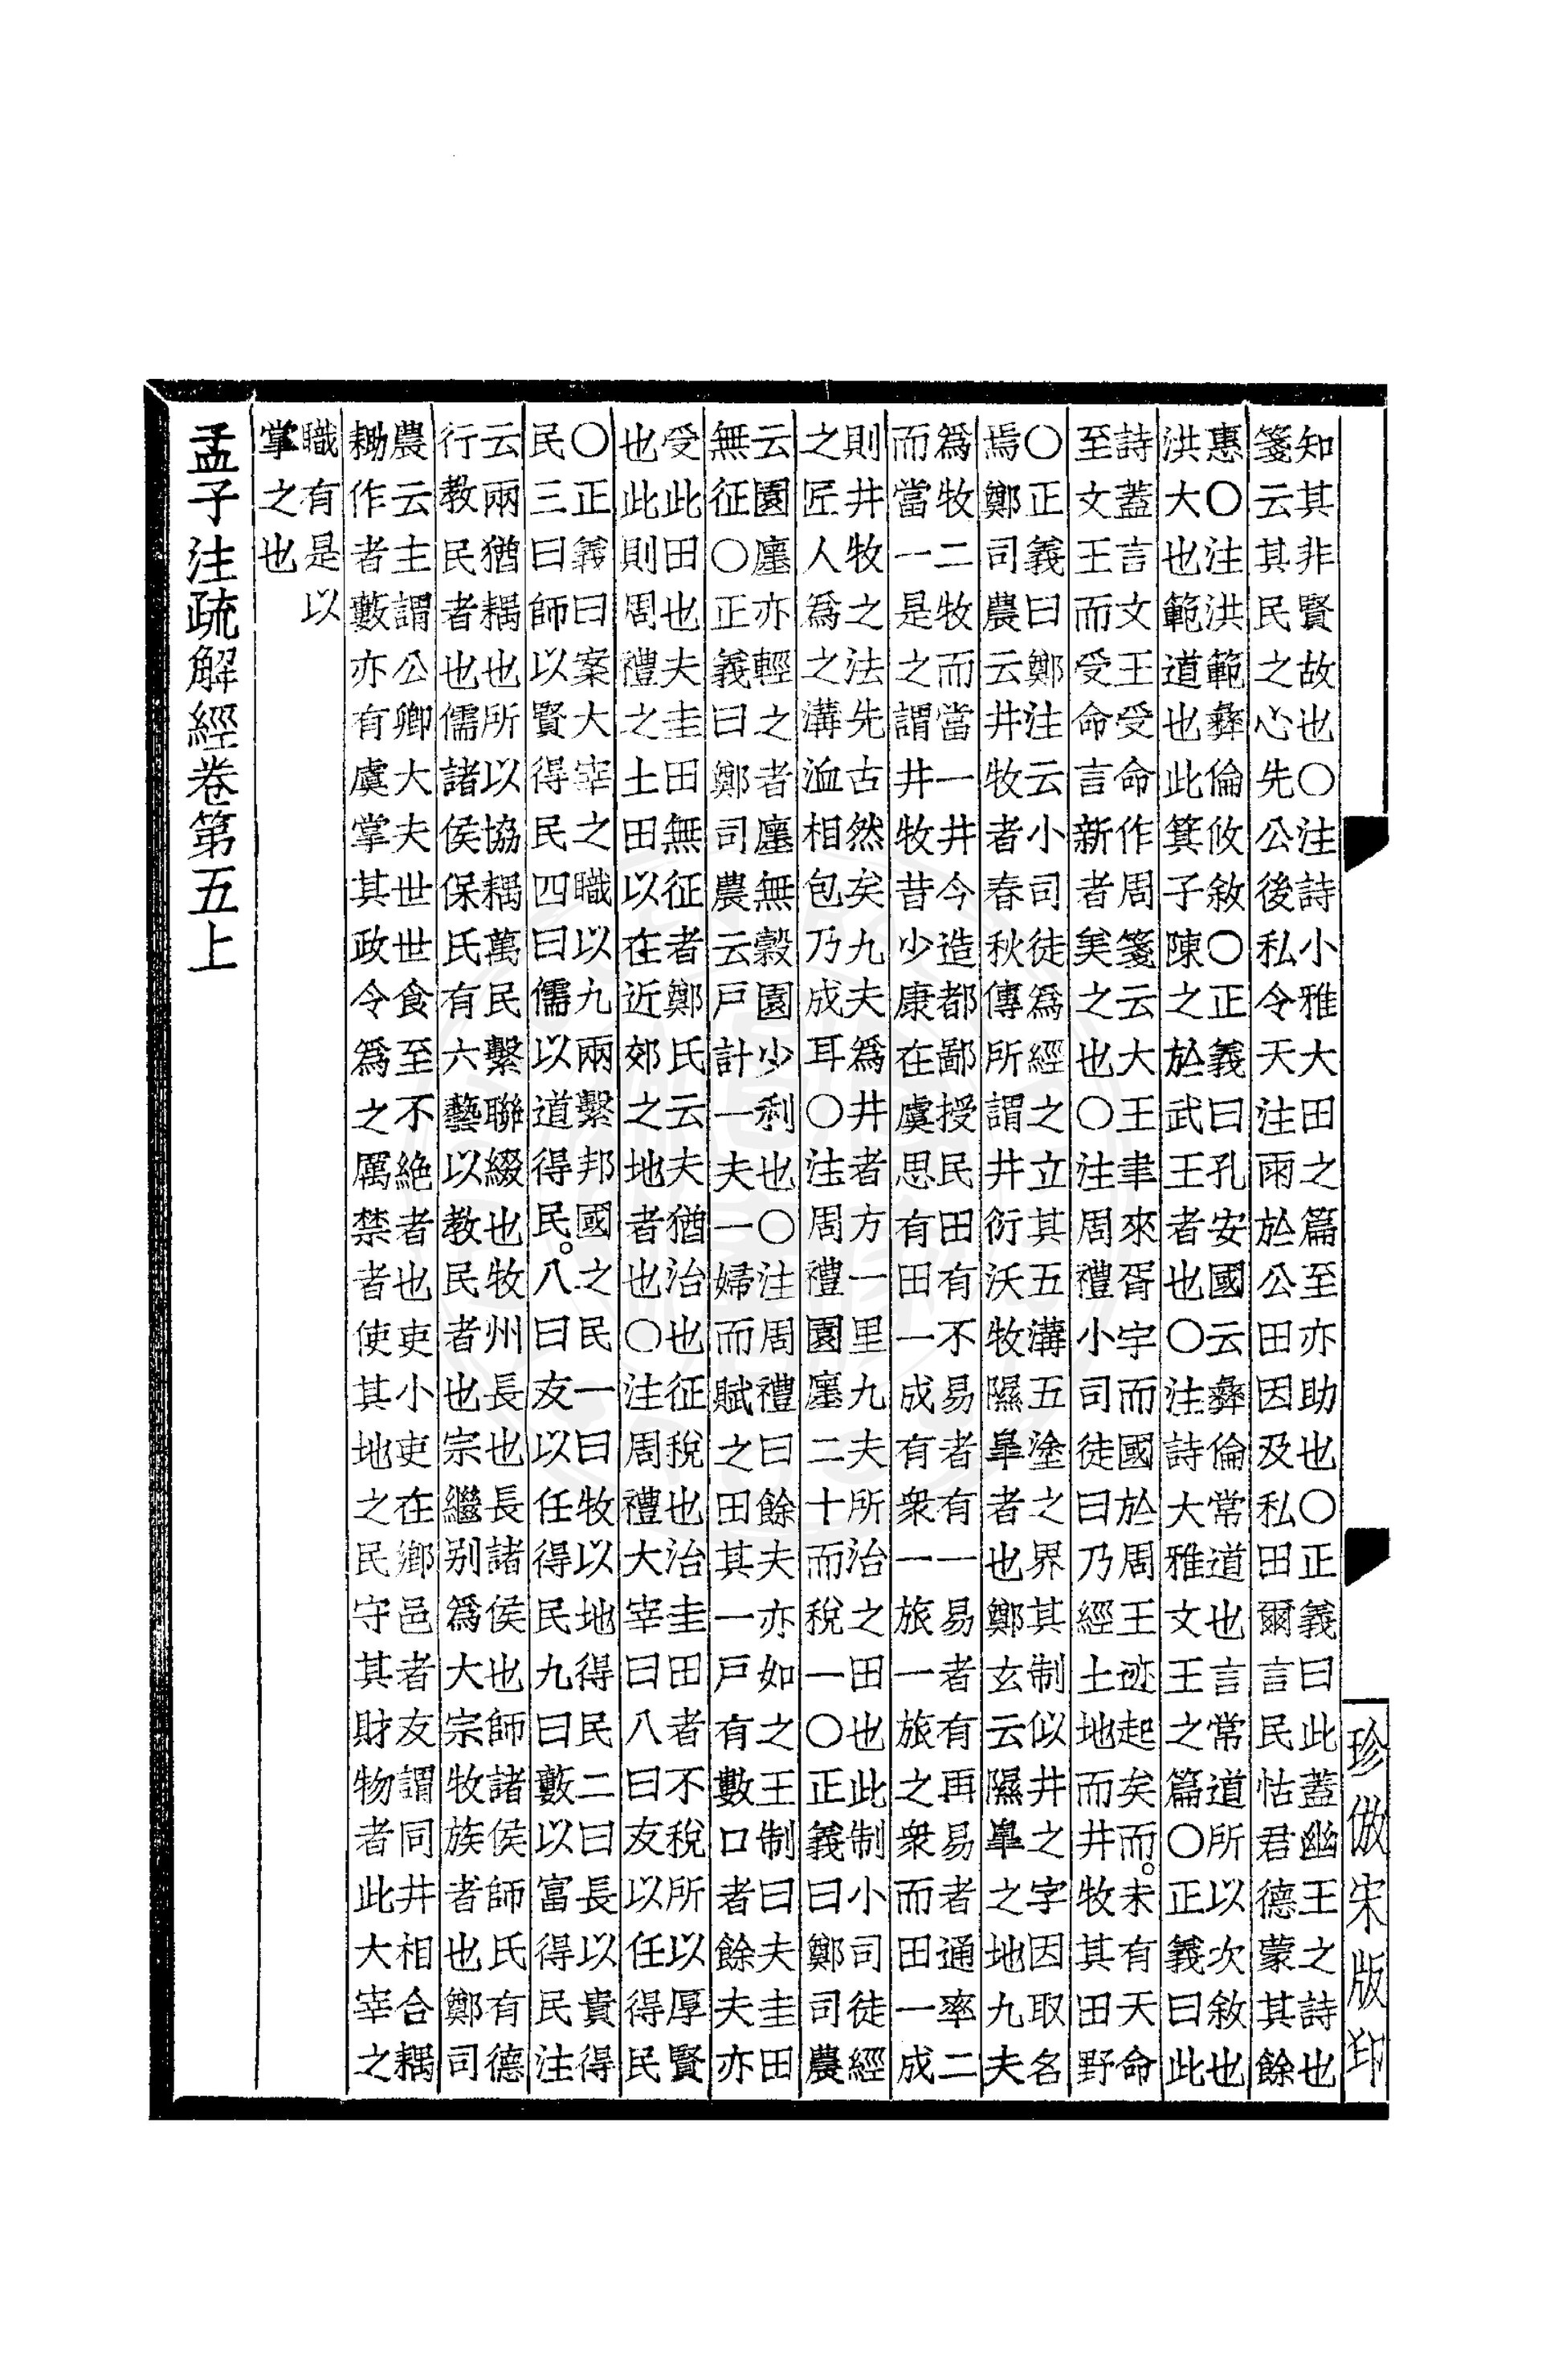 珍倣宋版印
知其非賢故也○注詩小雅大田之篇至亦助也○正義曰此蓋幽王之詩也
箋云其民之心先公後私令天注雨於公田因及私田爾言民怙君德蒙其餘
惠○注洪範彝倫攸敘○正義曰孔安國云彝倫常道也言常道所以次敘也
洪大也範道也此箕子陳之於武王者也○注詩大雅文王之篇○正義曰此
詩蓋言文王受命作周箋云大王聿來胥宇而國於周王迹起矣而。未有天命
至文王而受命言新者美之也○注周禮小司徒曰乃經土地而井牧其田野
○正義曰鄭注云小司徒爲經之立其五溝五塗之界其制似井之字因取名
焉鄭司農云井牧者春秋傳所謂井衍沃牧隰臯者也鄭玄云隰臯之地九夫
爲牧二牧而當一井今造都鄙授民田有不易者有一易者有再易者通率二
而當一是之謂井牧昔少康在虞思有田一成有衆一旅一旅之衆而田一成
則井牧之法先古然矣九夫爲井者方一里九夫所治之田也此制小司徒經
之匠人爲之溝洫相包乃成耳○注周禮園廛二十而稅一○正義曰鄭司農
云園廛亦輕之者廛無穀園少利也○注周禮曰餘夫亦如之王制曰夫圭田
無征○正義曰鄭司農云戶計一夫一婦而賦之田其一戶有數口者餘夫亦
受此田也夫圭田無征者鄭氏云夫猶治也征稅也治圭田者不稅所以厚賢
也此則周禮之土田以在近郊之地者也○注周禮大宰曰八曰友以任得民
○正義曰案大宰之職以九兩繫邦國之民一曰牧以地得民二曰長以貴得
民三曰師以賢得民四曰儒以道得民。八曰友以任得民九曰藪以富得民注
云兩猶耦也所以協耦萬民繫聯綴也牧州長也長諸侯也師諸侯師氏有德
行教民者也儒諸侯保氏有六藝以教民者也宗繼別爲大宗牧族者也鄭司
農云主謂公卿大夫世世食至不絕者也吏小吏在鄉邑者友謂同井相合耦
耡作者藪亦有虞掌其政令爲之厲禁者使其地之民守其財物者此大宰之
職有是以
掌之也
孟子注疏解經卷第五上